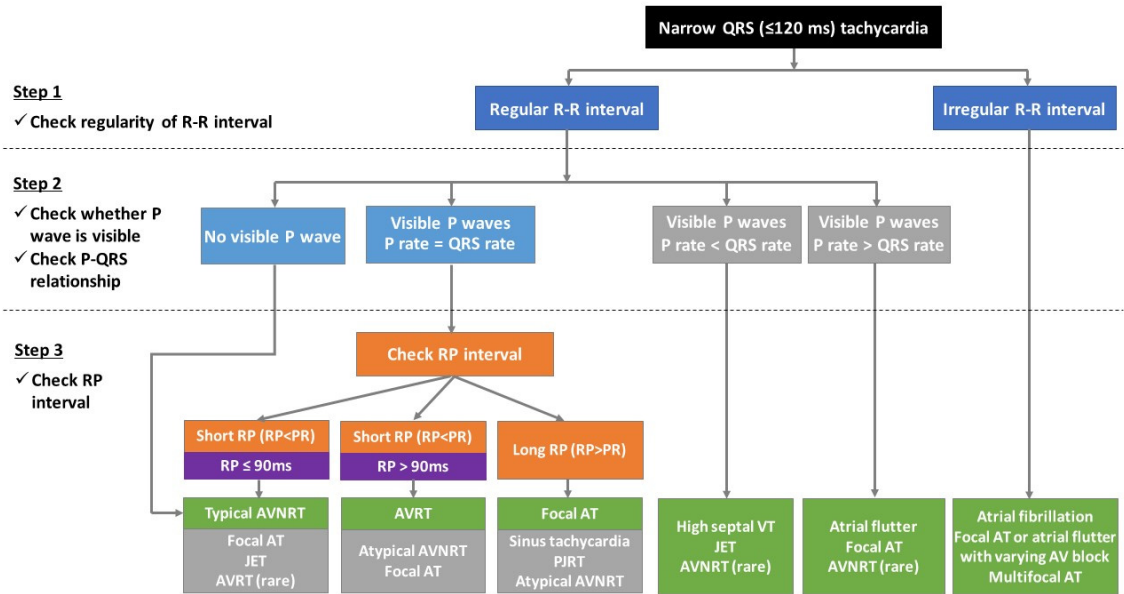 Narrow QRS (≤120 ms) tachycardia
Step 1
✓ Check regularity of R-R interval
Regular R-R interval
Irregular R-R interval
Step 2
✓ Check whether P
wave is visible
✓ Check P-QRS
relationship
No visible P wave
Visible P waves
P rate = QRS rate
Visible P waves
P rate < QRS rate
Visible P waves
P rate > QRS rate
Step 3
✓ Check RP
interval
Check RP interval
Short RP (RP<PR)
RP ≤ 90ms
Short RP (RP<PR)
RP > 90ms
Long RP (RP>PR)
Typical AVNRT
Focal AT
JET
AVRT (rare)
AVRT
Atypical AVNRT
Focal AT
Focal AT
Sinus tachycardia
PJRT
Atypical AVNRT
High septal VT
JET
AVNRT (rare)
Atrial flutter
Focal AT
AVNRT (rare)
Atrial fibrillation
Focal AT or atrial flutter
with varying AV block
Multifocal AT